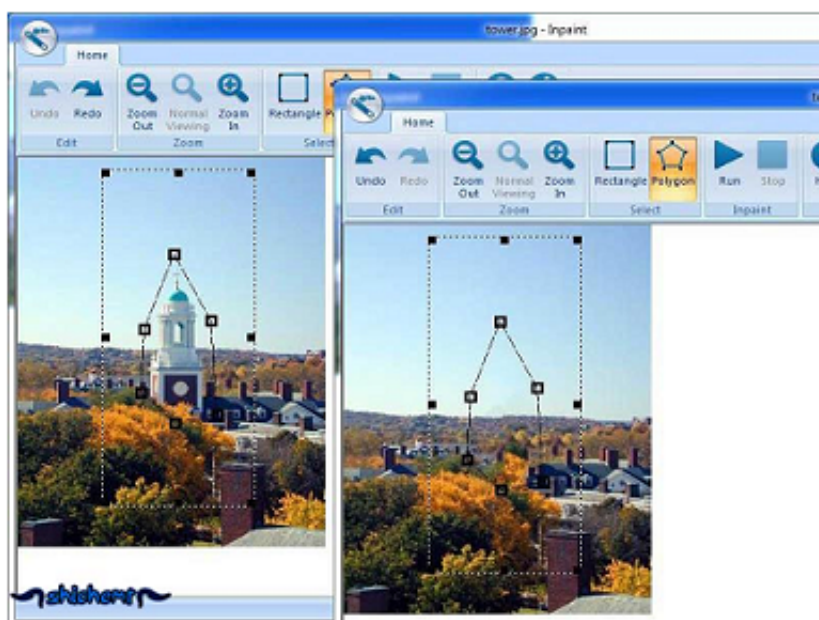 tower.jpg - Inpaint
Home
Undo Redo Zoom Out Normal Viewing Zoom In Rectangle
Edit Zoom
Home
Undo Redo Zoom Out Normal Viewing Zoom In Rectangle Polygon Run Stop
Edit Zoom Select Inpaint